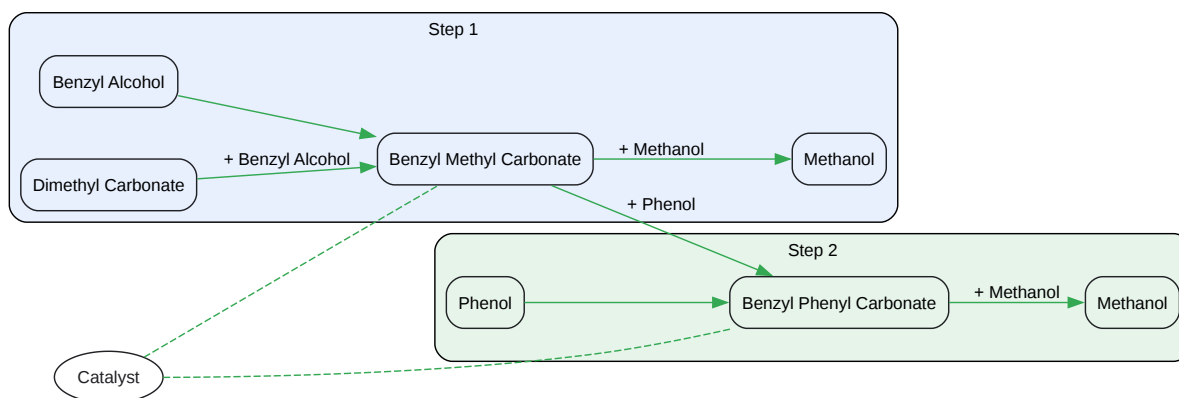 Step 1
Benzyl Alcohol
+ Benzyl Alcohol
Dimethyl Carbonate
Benzyl Methyl Carbonate
+ Methanol
Methanol
+ Phenol
Step 2
Phenol
Benzyl Phenyl Carbonate
+ Methanol
Methanol
Catalyst